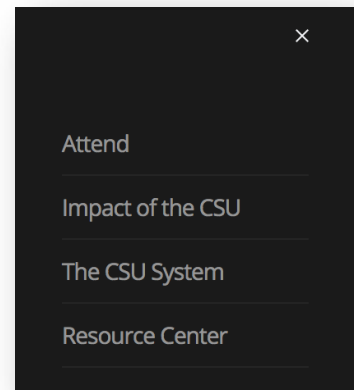 Attend
Impact of the CSU
The CSU System
Resource Center